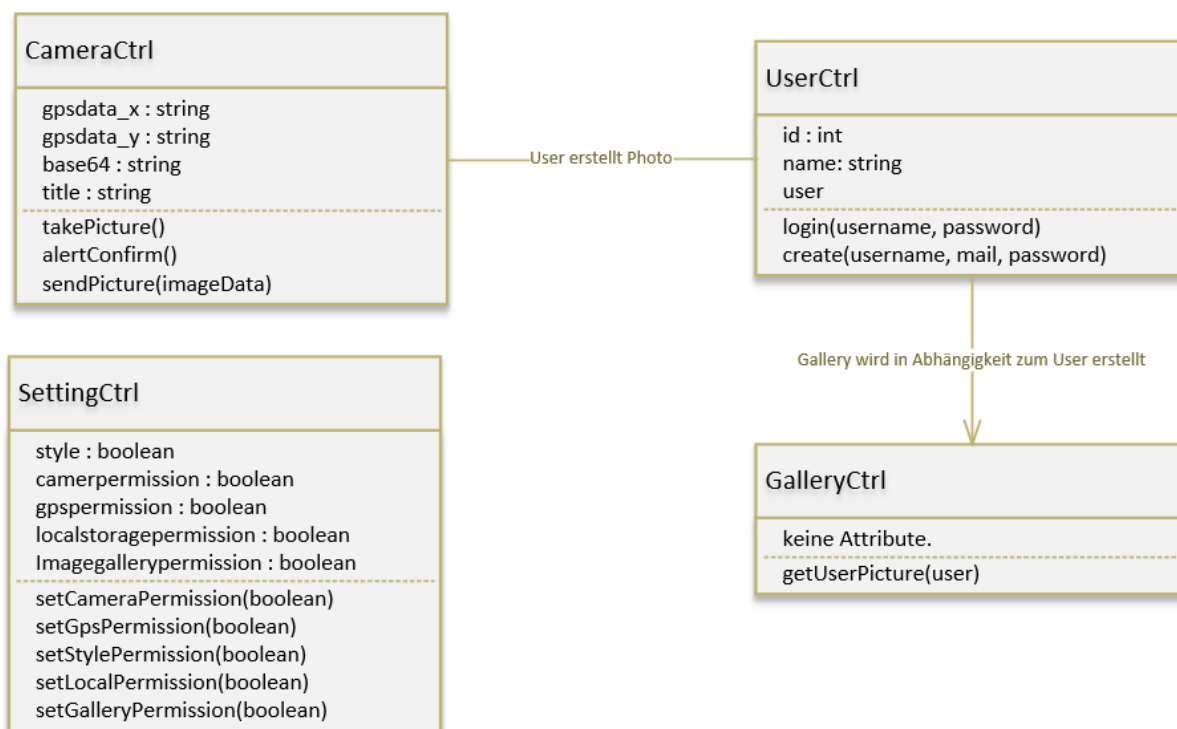 CameraCtrl
gpsdata_x : string
gpsdata_y : string
base64 : string
title : string
takePicture()
alertConfirm()
sendPicture(imageData)
User erstellt Photo
UserCtrl
id : int
name: string
user
login(username, password)
create(username, mail, password)
Gallery wird in Abhängigkeit zum User erstellt
SettingCtrl
style : boolean
camerpermission : boolean
gpspermission : boolean
localstoragepermission : boolean
Imagegallerypermission : boolean
setCameraPermission(boolean)
setGpsPermission(boolean)
setStylePermission(boolean)
setLocalPermission(boolean)
setGalleryPermission(boolean)
GalleryCtrl
keine Attribute.
getUserPicture(user)